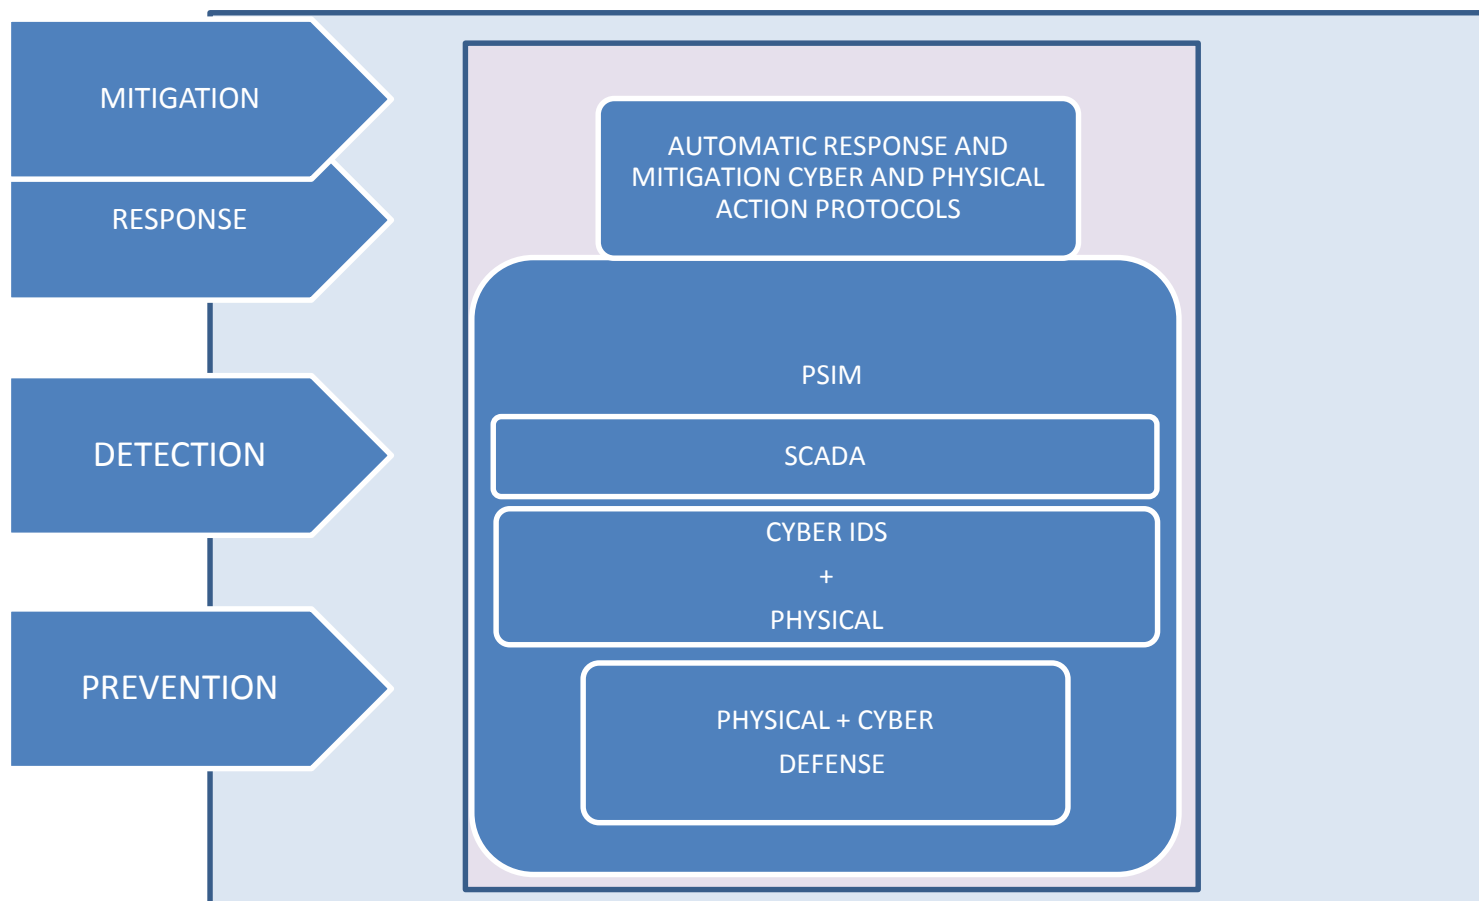 MITIGATION
RESPONSE
DETECTION
PREVENTION
AUTOMATIC RESPONSE AND
MITIGATION CYBER AND PHYSICAL
ACTION PROTOCOLS
PSIM
SCADA
CYBER IDS
+
PHYSICAL
PHYSICAL + CYBER
DEFENSE